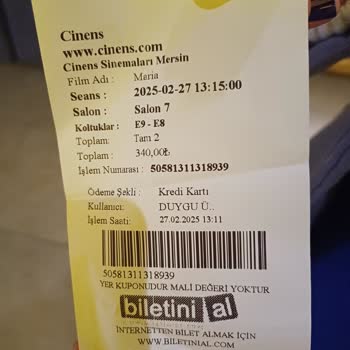 Cinens
www.cinens.com
Cinens Sinemaları Mersin
Film Adı : Maria
Seans : 2025-02-27 13:15:00
Salon : Salon 7
Koltuklar : E9 - E8
Toplam: Tam 2
Toplam : 340,00₺
İşlem Numarası : 50581311318939
Ödeme Şekli : Kredi Kartı
Kullanıcı: DUYGU Ü..
İşlem Saati: 27.02.2025 13:11
50581311318939
YER KUPONUDUR MALİ DEĞERİ YOKTUR
biletini al
İNTERNETTEN BİLET ALMAK İÇİN
WWW.BILETINIAL.COM